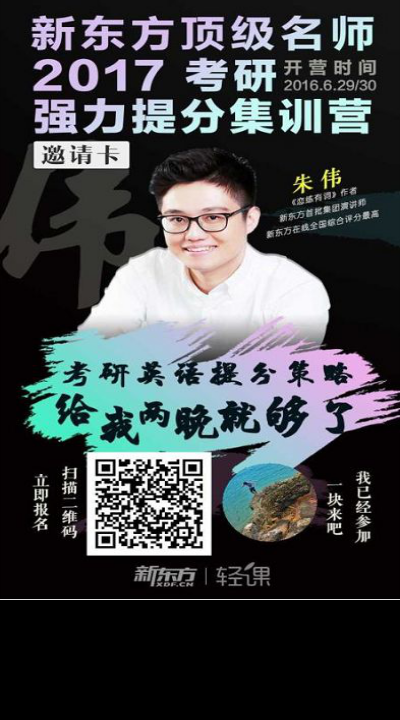 新东方顶级名师
2017 考研
开营时间
2016.6.29/30
强力提分集训营
邀请卡
伟
朱伟
《恋练有词》作者
新东方首批集团演讲师
新东方在线全国综合评分最高
考研英语提分策略
给我两晚就够了
立即报名
扫描二维码
我已经参加
一块来吧
新东方
XDF.CN
轻课